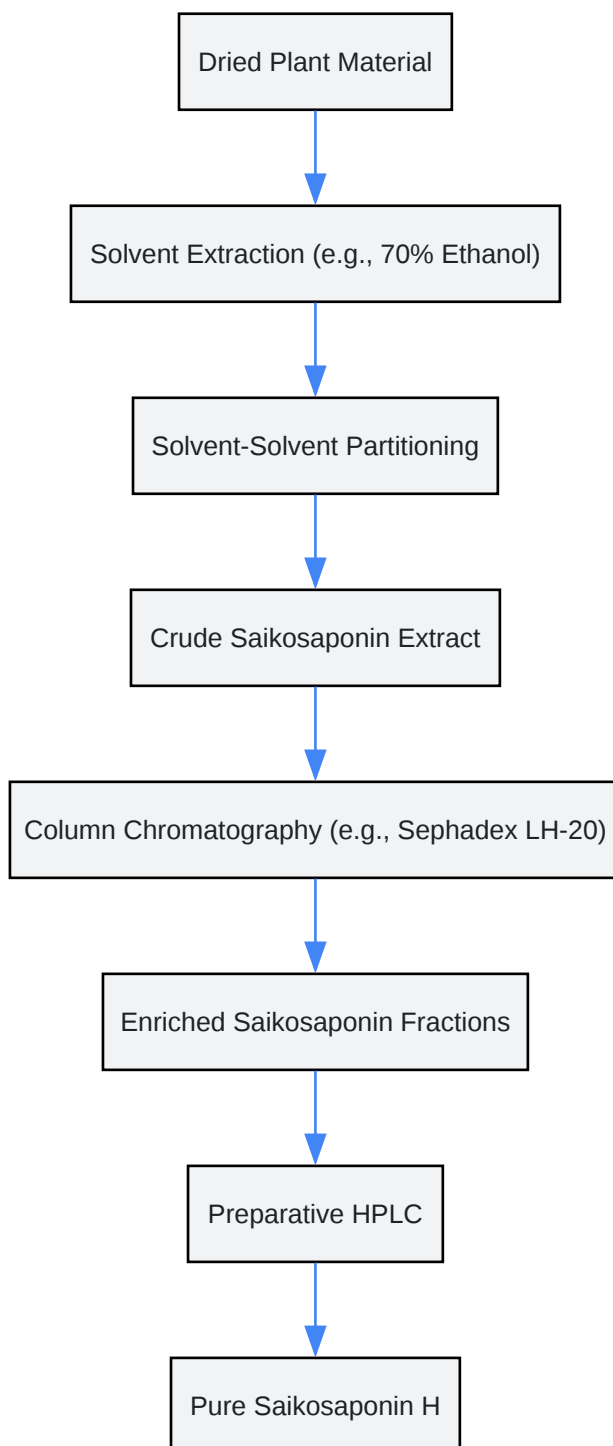 Dried Plant Material
Solvent Extraction (e.g., 70% Ethanol)
Solvent-Solvent Partitioning
Crude Saikosaponin Extract
Column Chromatography (e.g., Sephadex LH-20)
Enriched Saikosaponin Fractions
Preparative HPLC
Pure Saikosaponin H